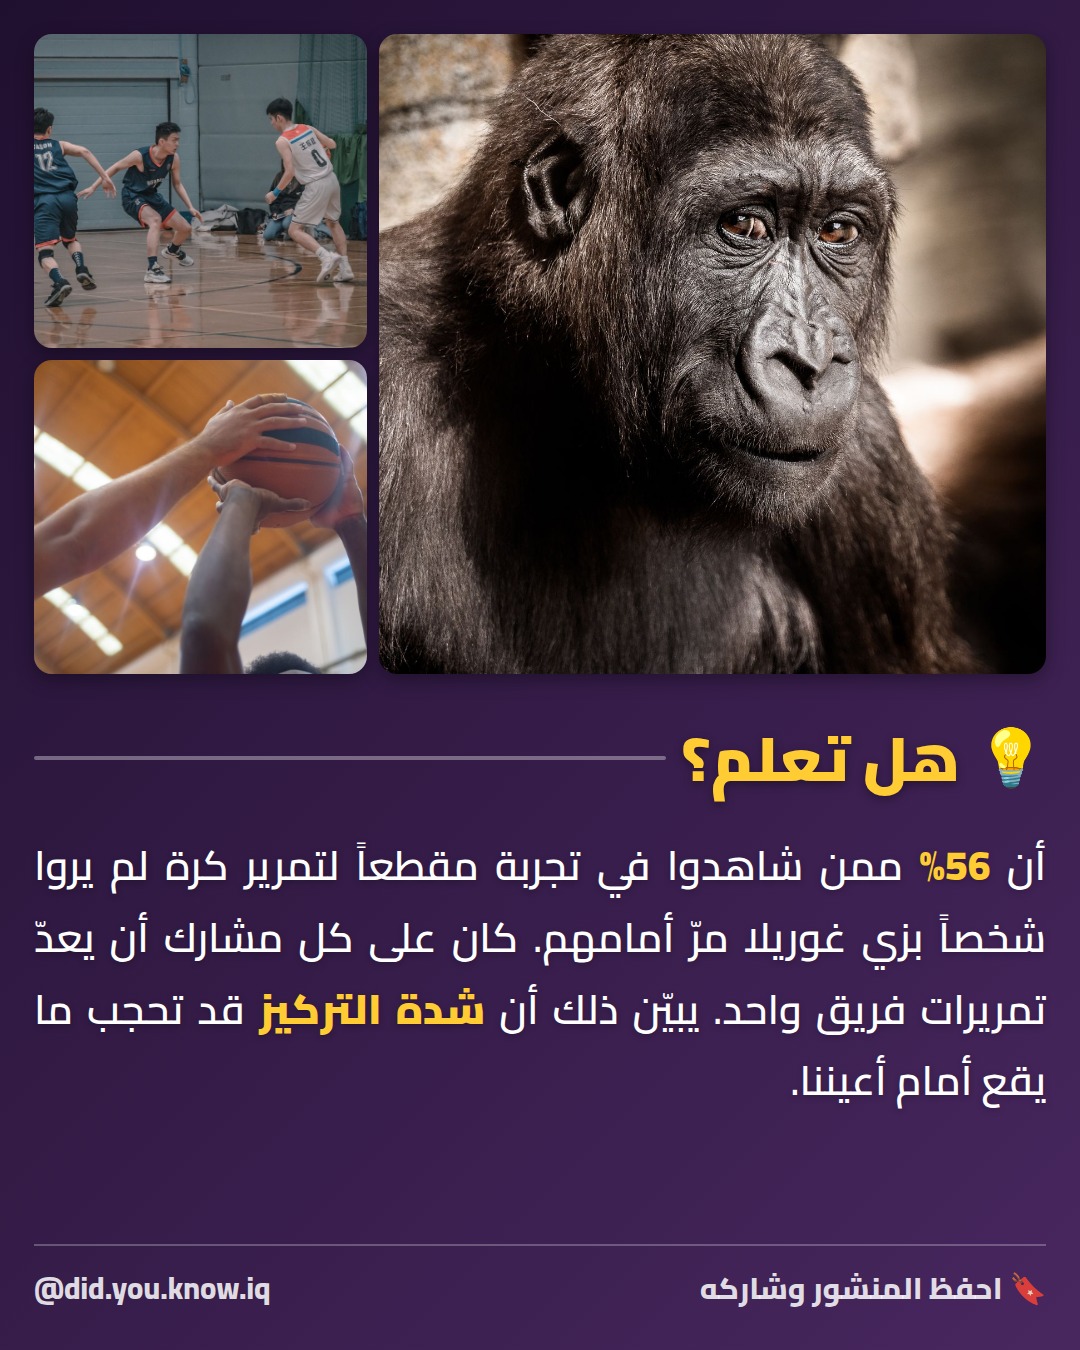 12
0
هل تعلم؟
أن 56% ممن شاهدوا في تجربة مقطعاً لتمرير كرة لم يروا
شخصاً بزي غوريلا مرّ أمامهم. كان على كل مشارك أن يعدّ
تمريرات فريق واحد. يبيّن ذلك أن شدة التركيز قد تحجب ما
يقع أمام أعيننا.
احفظ المنشور وشاركه
@did.you.know.iq